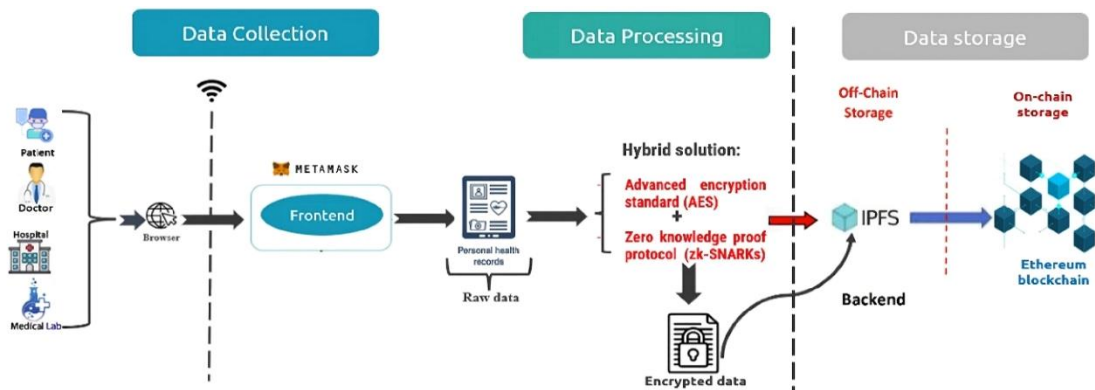 Data Collection
Data Processing
Data storage
Patient
Doctor
Hospital
Medical Lab
Browser
METAMASK
Frontend
Personal health
records
Raw data
Hybrid solution:
Advanced encryption
standard (AES)
+
Zero knowledge proof
protocol (zk-SNARKs)
Encrypted data
Off-Chain
Storage
IPFS
Backend
On-chain
storage
Ethereum
blockchain